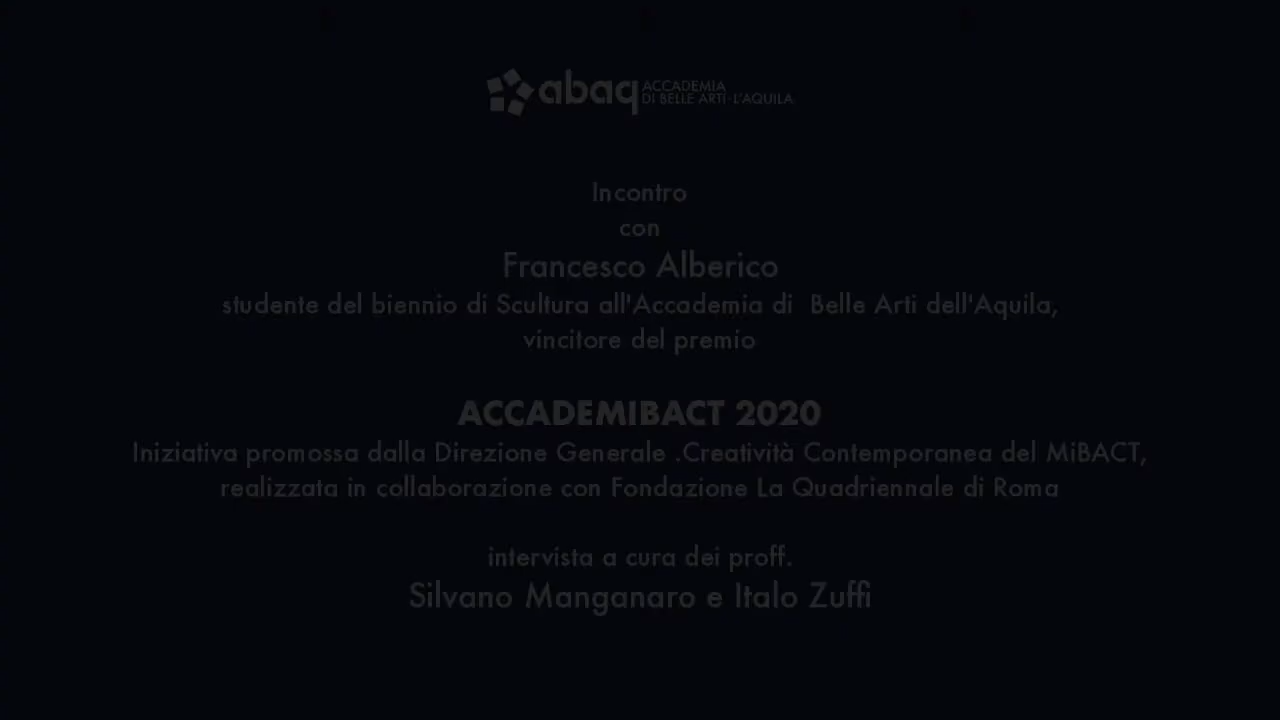 abaq ACCADEMIA
DI BELLE ARTI·L'AQUILA
Incontro
con
Francesco Alberico
studente del biennio di Scultura all'Accademia di  Belle Arti dell'Aquila,
vincitore del premio
ACCADEMIBACT 2020
Iniziativa promossa dalla Direzione Generale .Creatività Contemporanea del MiBACT,
realizzata in collaborazione con Fondazione La Quadriennale di Roma
intervista a cura dei proff.
Silvano Manganaro e Italo Zuffi